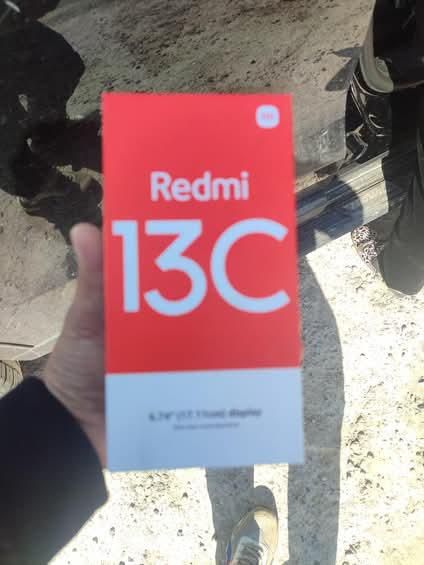 Redmi
13C
6.74" (17.11cm) display